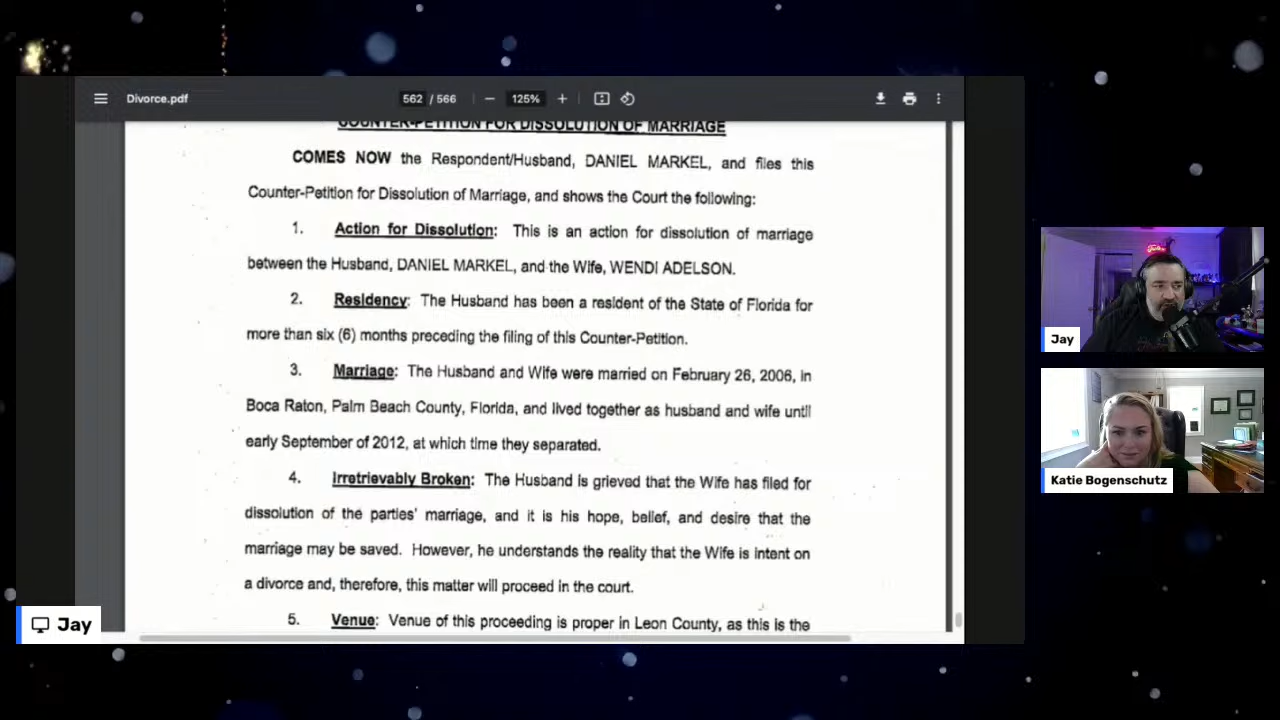 Divorce.pdf
562 / 566
125%
COUNTER-PETITION FOR DISSOLUTION OF MARRIAGE
COMES NOW the Respondent/Husband, DANIEL MARKEL, and files this
Counter-Petition for Dissolution of Marriage, and shows the Court the following:
1. Action for Dissolution: This is an action for dissolution of marriage
between the Husband, DANIEL MARKEL, and the Wife, WENDI ADELSON.
2. Residency: The Husband has been a resident of the State of Florida for
more than six (6) months preceding the filing of this Counter-Petition.
3. Marriage: The Husband and Wife were married on February 26, 2006, in
Boca Raton, Palm Beach County, Florida, and lived together as husband and wife until
early September of 2012, at which time they separated.
4. Irretrievably Broken: The Husband is grieved that the Wife has filed for
dissolution of the parties' marriage, and it is his hope, belief, and desire that the
marriage may be saved. However, he understands the reality that the Wife is intent on
a divorce and, therefore, this matter will proceed in the court.
5. Venue: Venue of this proceeding is proper in Leon County, as this is the
Jay
Jay
Katie Bogenschutz